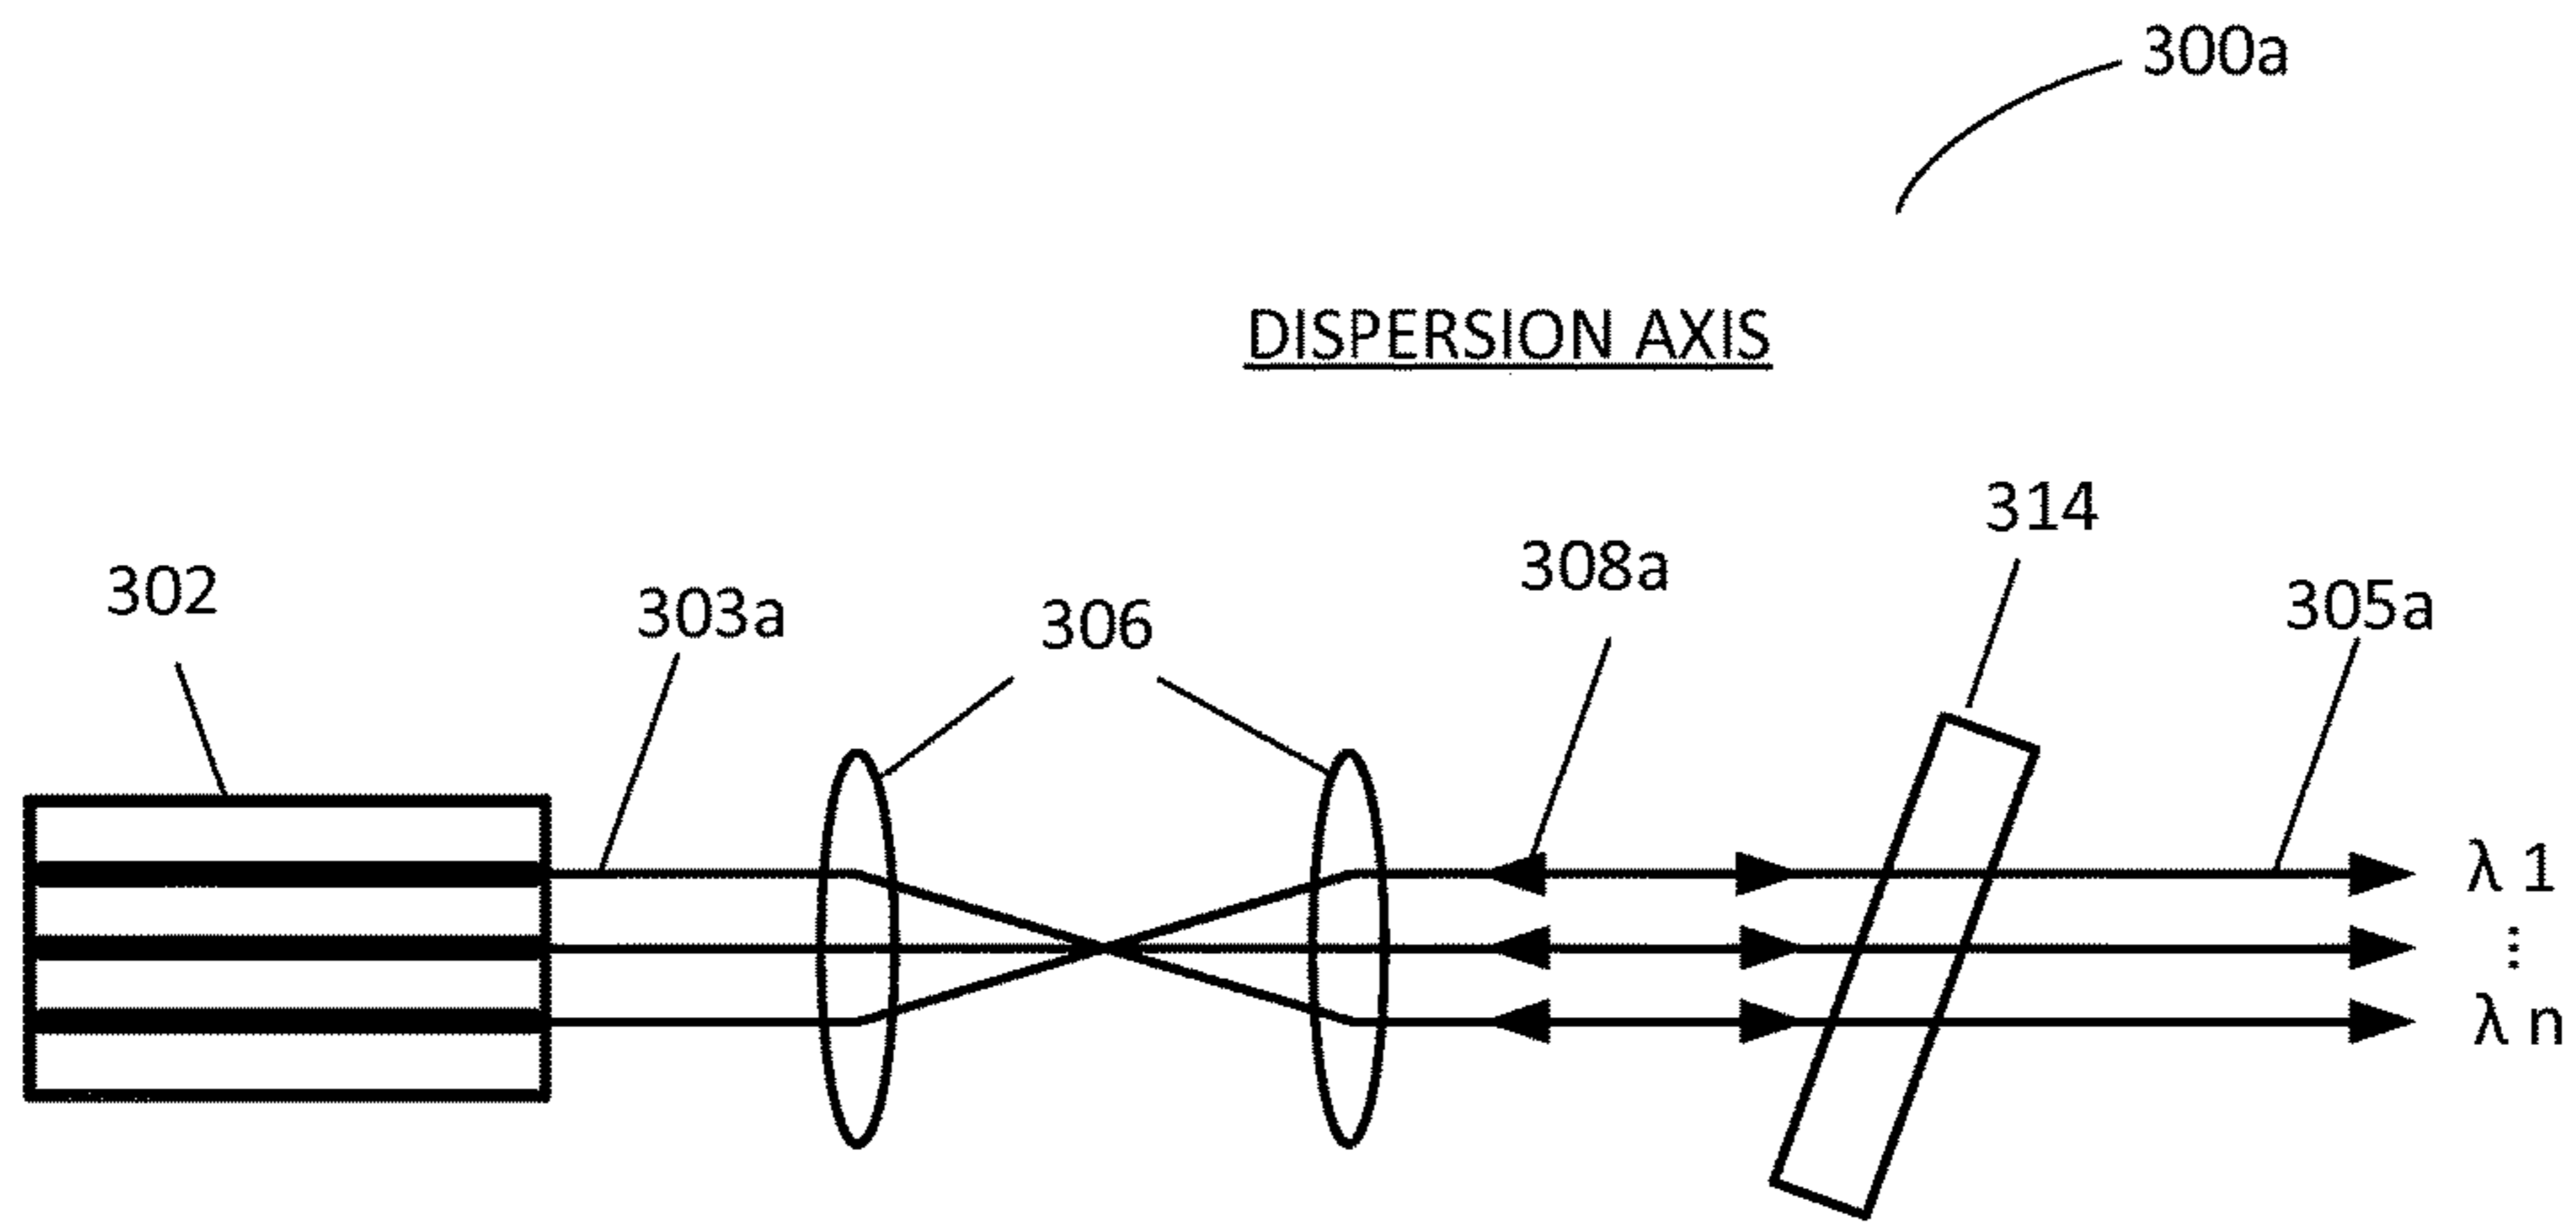 300a
DISPERSION AXIS
314
308a
302
303a
306
305a
λ 1
⋮
λ n